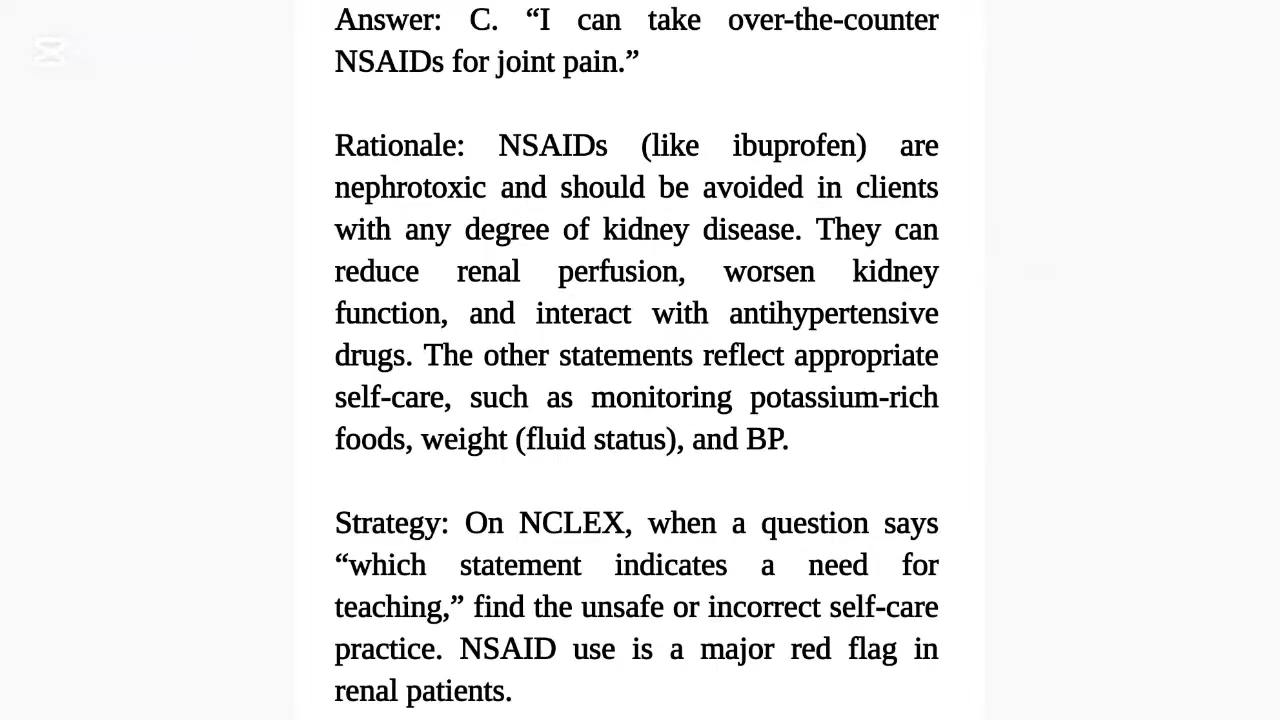 Answer: C. “I can take over-the-counter
NSAIDs for joint pain.”
Rationale: NSAIDs (like ibuprofen) are
nephrotoxic and should be avoided in clients
with any degree of kidney disease. They can
reduce renal perfusion, worsen kidney
function, and interact with antihypertensive
drugs. The other statements reflect appropriate
self-care, such as monitoring potassium-rich
foods, weight (fluid status), and BP.
Strategy: On NCLEX, when a question says
“which statement indicates a need for
teaching,” find the unsafe or incorrect self-care
practice. NSAID use is a major red flag in
renal patients.